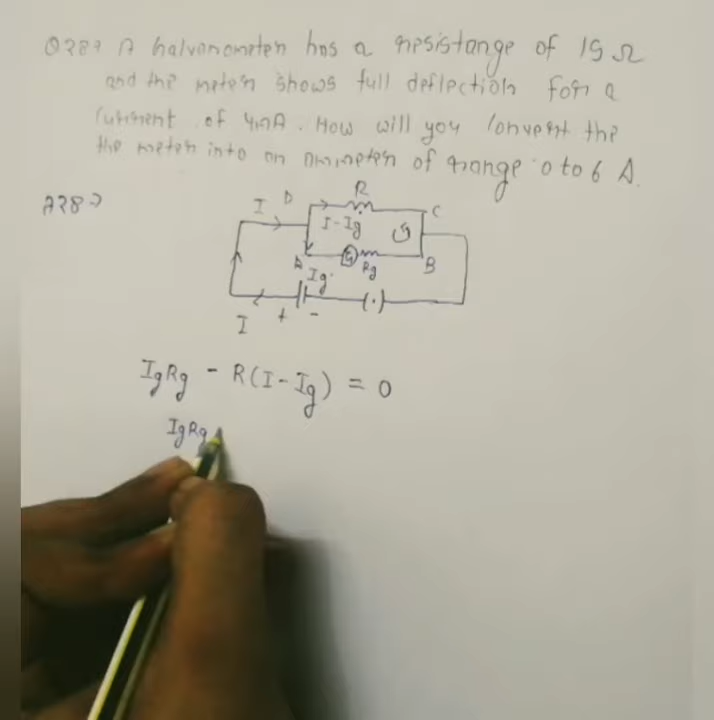 Q28> A Galvanometer has a resistange of 15 Ω
and the meter shows full deflection for a
current of 4mA. How will you convert the
the meter into an ammeter of range 0 to 6 A.
A28>
I D R C
I-Ig G
A G Rg B
Ig
I + - (·)
IgRg - R(I-Ig) = 0
IgRg